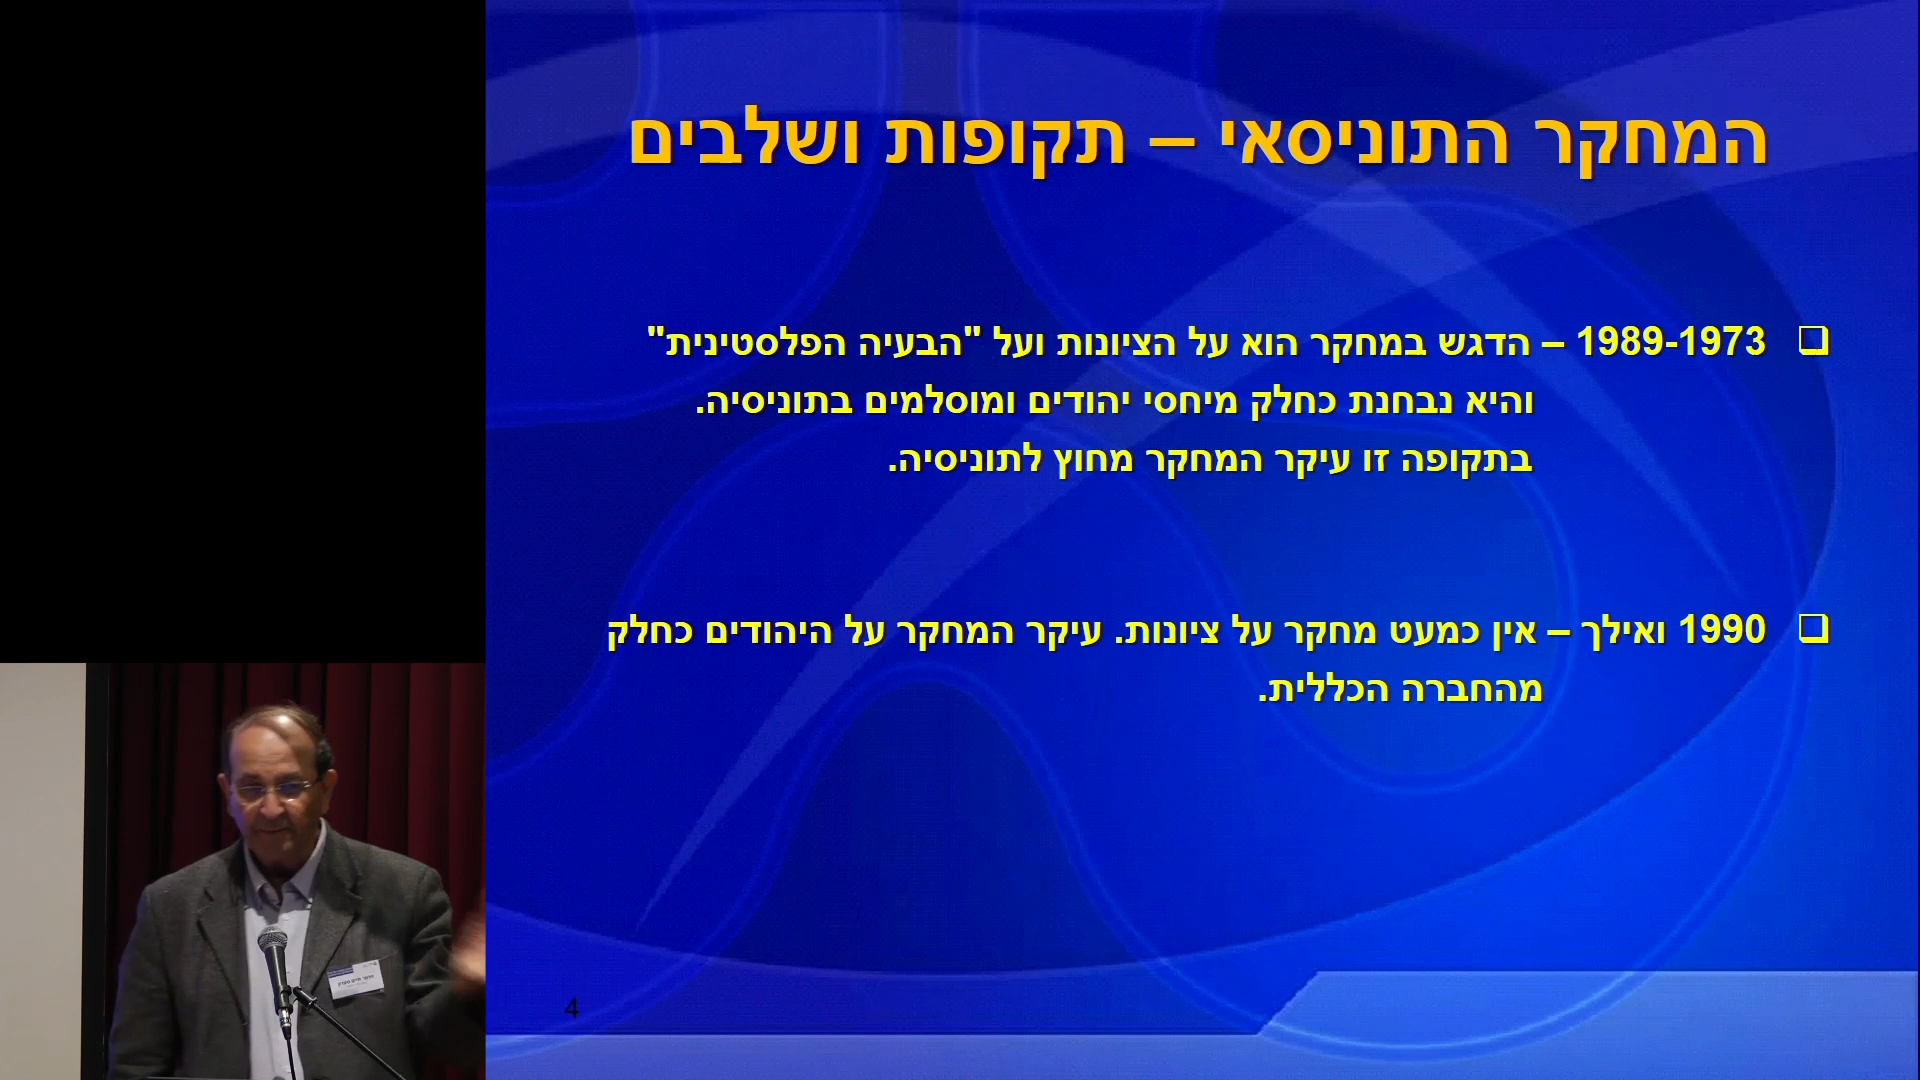 המחקר התוניסאי – תקופות ושלבים
1989-1973 – הדגש במחקר הוא על הציונות ועל "הבעיה הפלסטינית"
והיא נבחנת כחלק מיחסי יהודים ומוסלמים בתוניסיה.
בתקופה זו עיקר המחקר מחוץ לתוניסיה.
1990 ואילך – אין כמעט מחקר על ציונות. עיקר המחקר על היהודים כחלק
מהחברה הכללית.
4